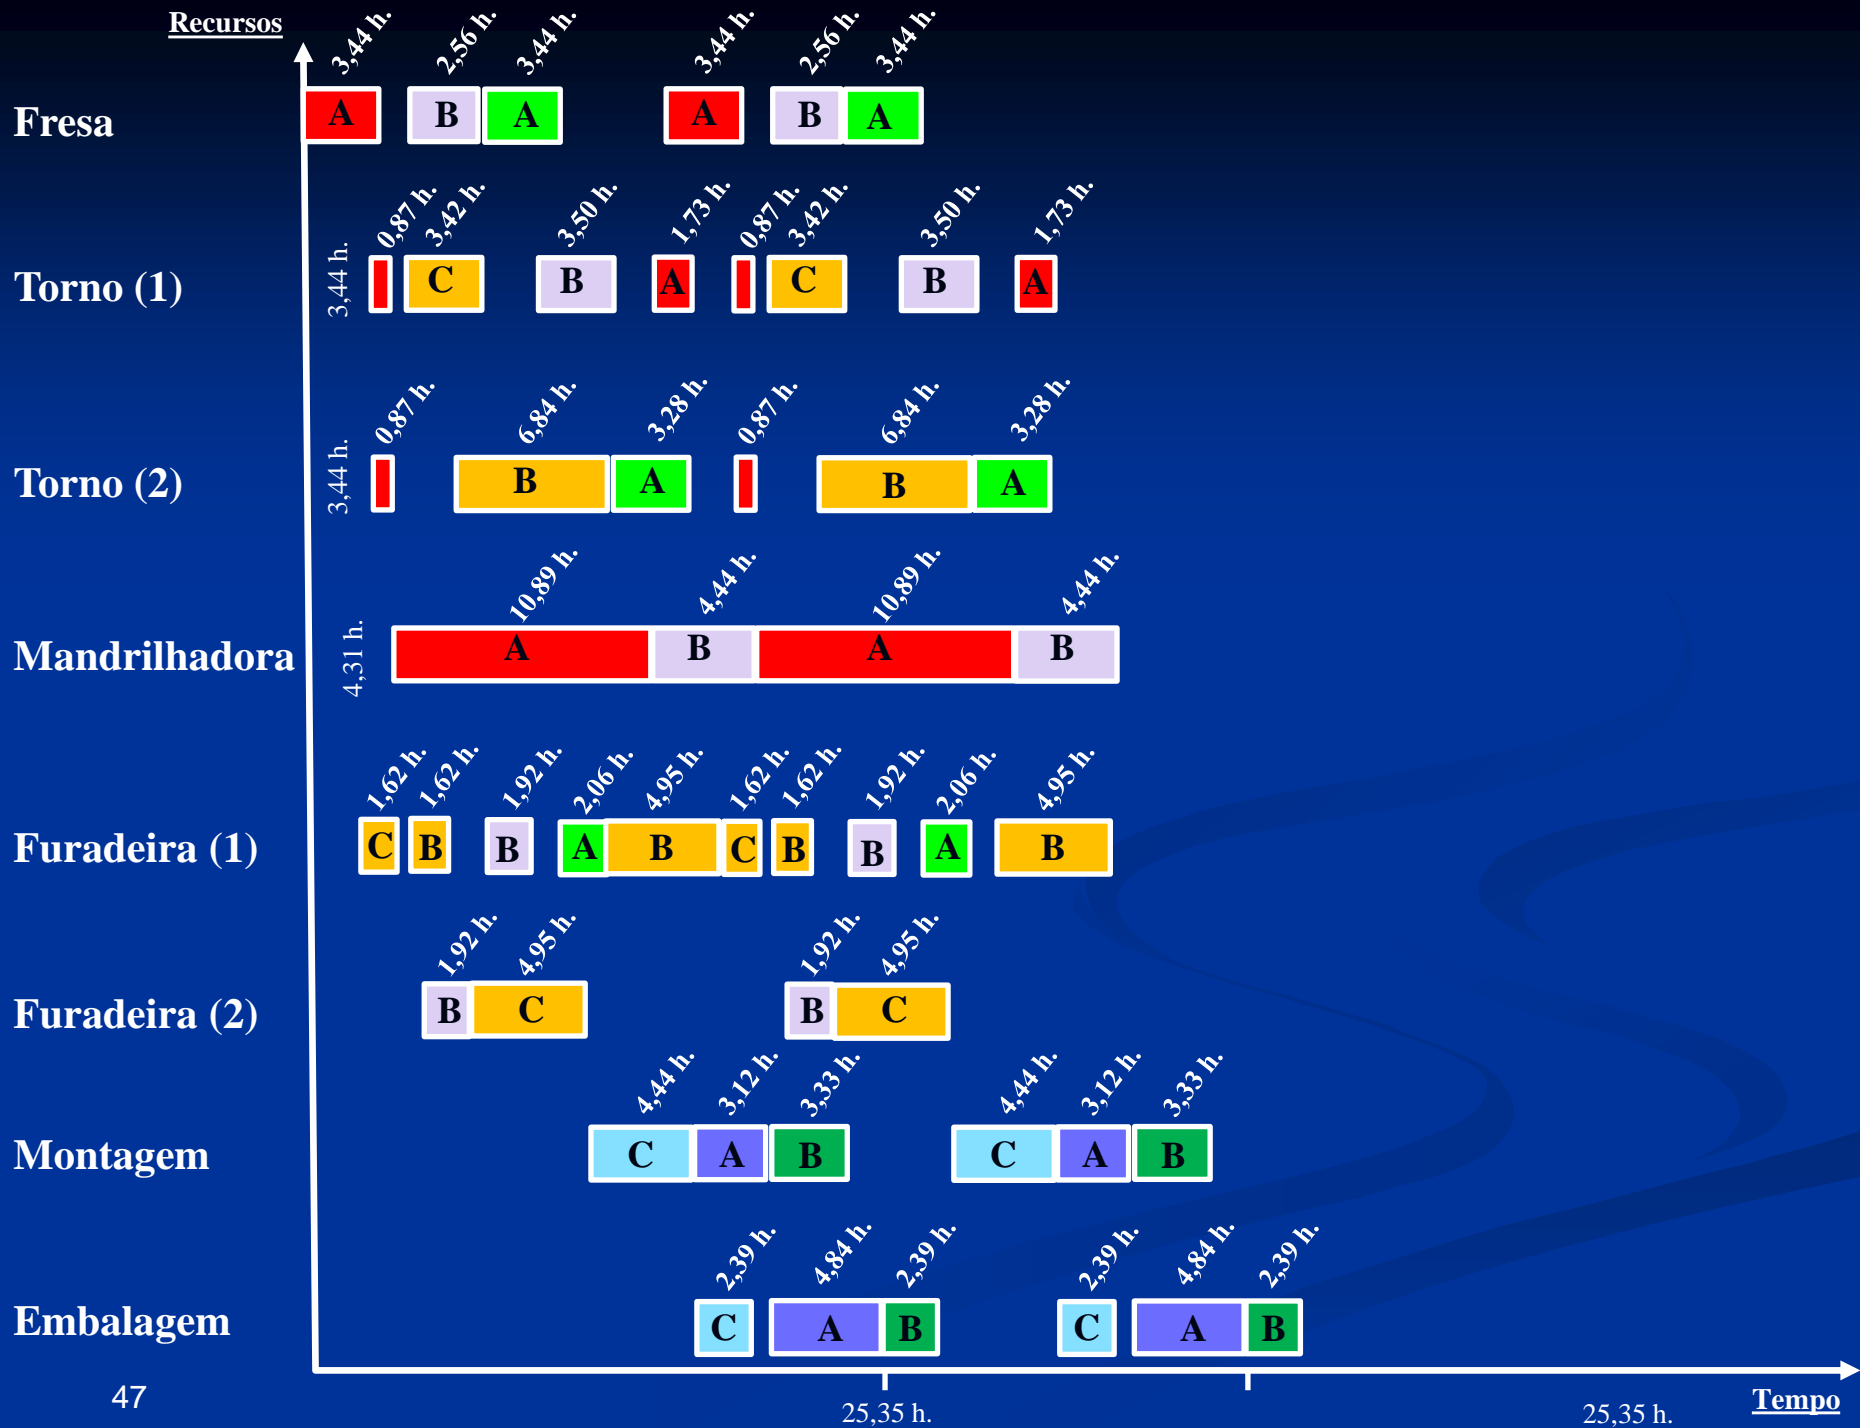 Recursos
3,44 h. 2,56 h. 3,44 h. 3,44 h. 2,56 h. 3,44 h.
Fresa A B A A B A
0,87 h. 3,42 h. 3,50 h. 1,73 h. 0,87 h. 3,42 h. 3,50 h. 1,73 h.
Torno (1) 3,44 h. C B A C B A
0,87 h. 6,84 h. 3,28 h. 0,87 h. 6,84 h. 3,28 h.
Torno (2) 3,44 h. B A B A
10,89 h. 4,44 h. 10,89 h. 4,44 h.
Mandrilhadora 4,31 h. A B A B
1,62 h. 1,62 h. 1,92 h. 2,06 h. 4,95 h. 1,62 h. 1,62 h. 1,92 h. 2,06 h. 4,95 h.
Furadeira (1) C B B A B C B B A B
1,92 h. 4,95 h. 1,92 h. 4,95 h.
Furadeira (2) B C B C
4,44 h. 3,12 h. 3,33 h. 4,44 h. 3,12 h. 3,33 h.
Montagem C A B C A B
2,39 h. 4,84 h. 2,39 h. 2,39 h. 4,84 h. 2,39 h.
Embalagem C A B C A B
47 Tempo
25,35 h. 25,35 h.